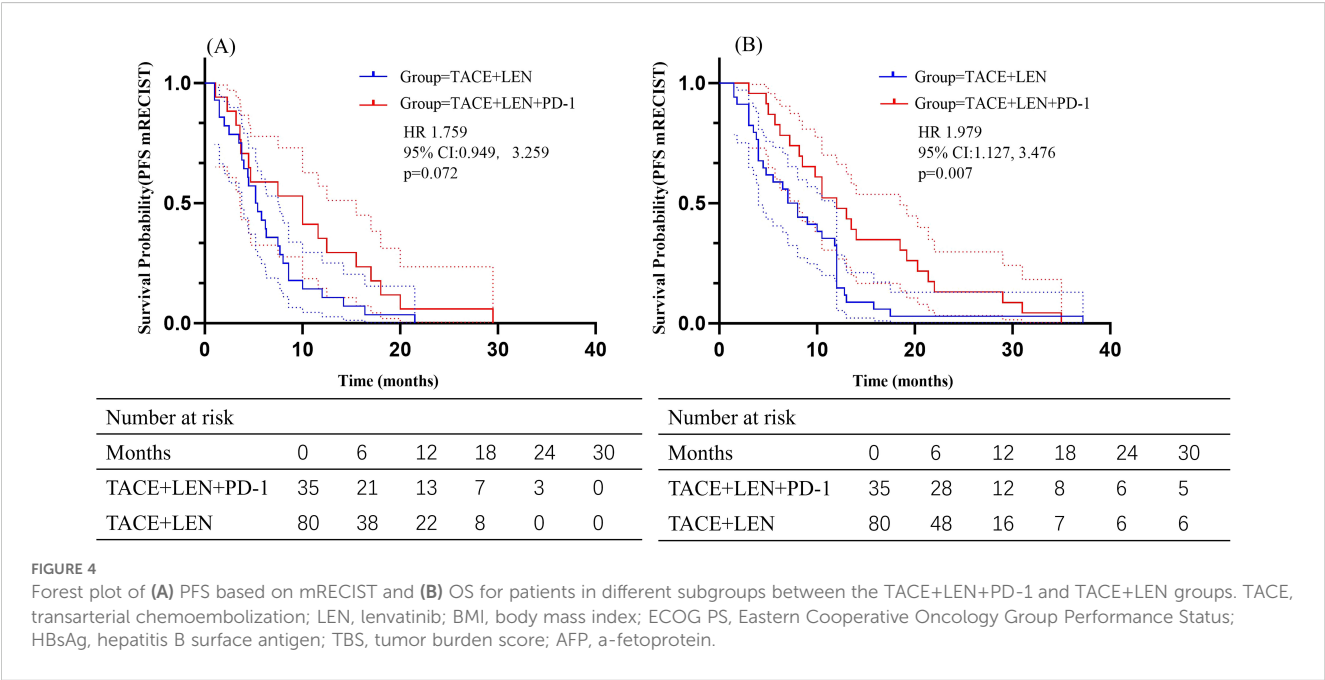 (A)
Survival Probability(PFS mRECIST)
1.0
0.5
0.0
Group=TACE+LEN
Group=TACE+LEN+PD-1
HR 1.759
95% CI:0.949, 3.259
p=0.072
0 10 20 30 40
Time (months)
(B)
Survival Probability(PFS mRECIST)
1.0
0.5
0.0
Group=TACE+LEN
Group=TACE+LEN+PD-1
HR 1.979
95% CI:1.127, 3.476
p=0.007
0 10 20 30 40
Time (months)
Number at risk
Months 0 6 12 18 24 30
TACE+LEN+PD-1 35 21 13 7 3 0
TACE+LEN 80 38 22 8 0 0
Number at risk
Months 0 6 12 18 24 30
TACE+LEN+PD-1 35 28 12 8 6 5
TACE+LEN 80 48 16 7 6 6
FIGURE 4
Forest plot of (A) PFS based on mRECIST and (B) OS for patients in different subgroups between the TACE+LEN+PD-1 and TACE+LEN groups. TACE,
transarterial chemoembolization; LEN, lenvatinib; BMI, body mass index; ECOG PS, Eastern Cooperative Oncology Group Performance Status;
HBsAg, hepatitis B surface antigen; TBS, tumor burden score; AFP, a-fetoprotein.